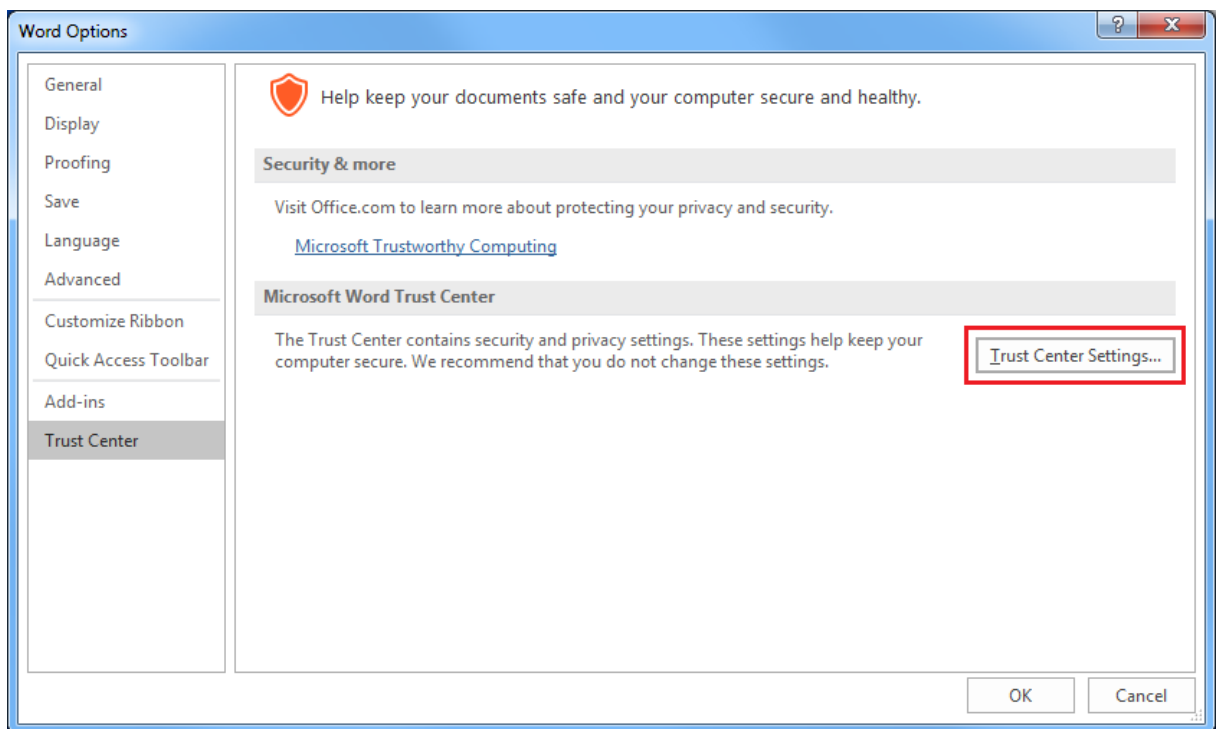 Word Options
General
Display
Proofing
Save
Language
Advanced
Customize Ribbon
Quick Access Toolbar
Add-ins
Trust Center
Help keep your documents safe and your computer secure and healthy.
Security & more
Visit Office.com to learn more about protecting your privacy and security.
Microsoft Trustworthy Computing
Microsoft Word Trust Center
The Trust Center contains security and privacy settings. These settings help keep your
computer secure. We recommend that you do not change these settings.
Trust Center Settings...
OK
Cancel